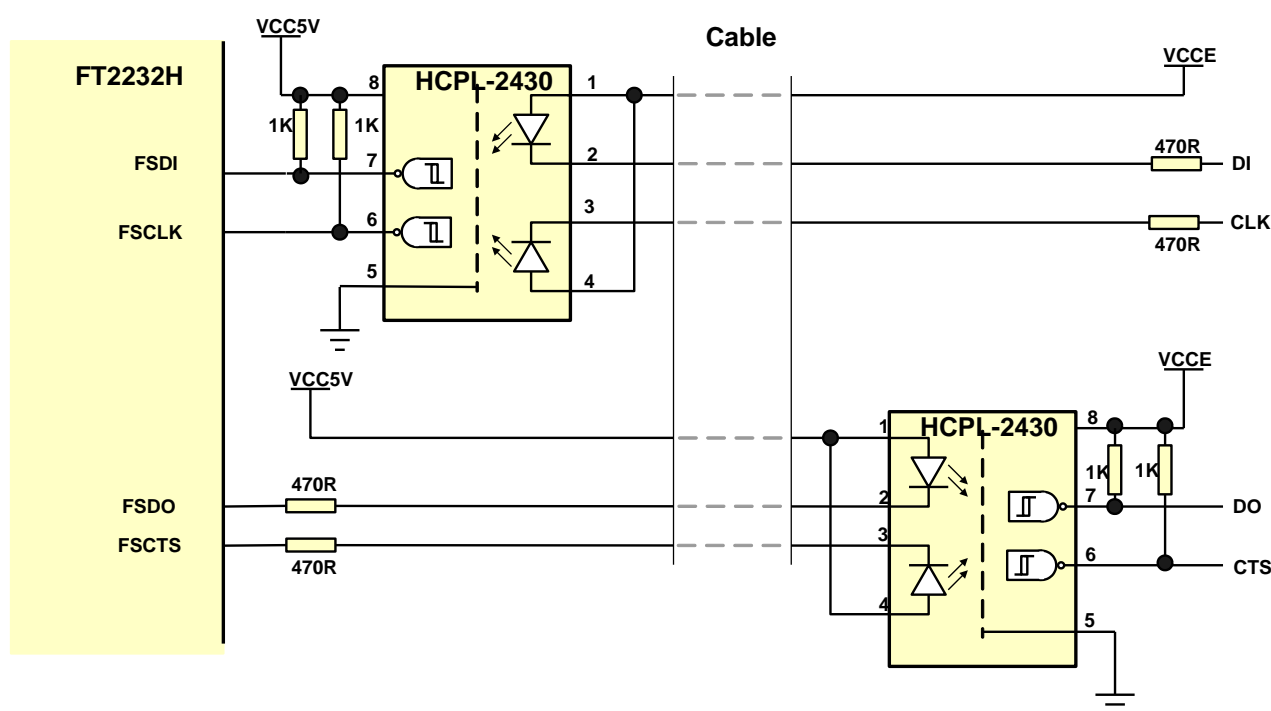 VCC5V
Cable
VCCE
FT2232H
HCPL-2430
8
1
1K
1K
470R
FSDI
7
2
DI
3
FSCLK
6
CLK
470R
5
4
VCC5V
VCCE
1
HCPL-2430
8
470R
1K
1K
FSDO
2
7
DO
FSCTS
3
6
CTS
470R
4
5